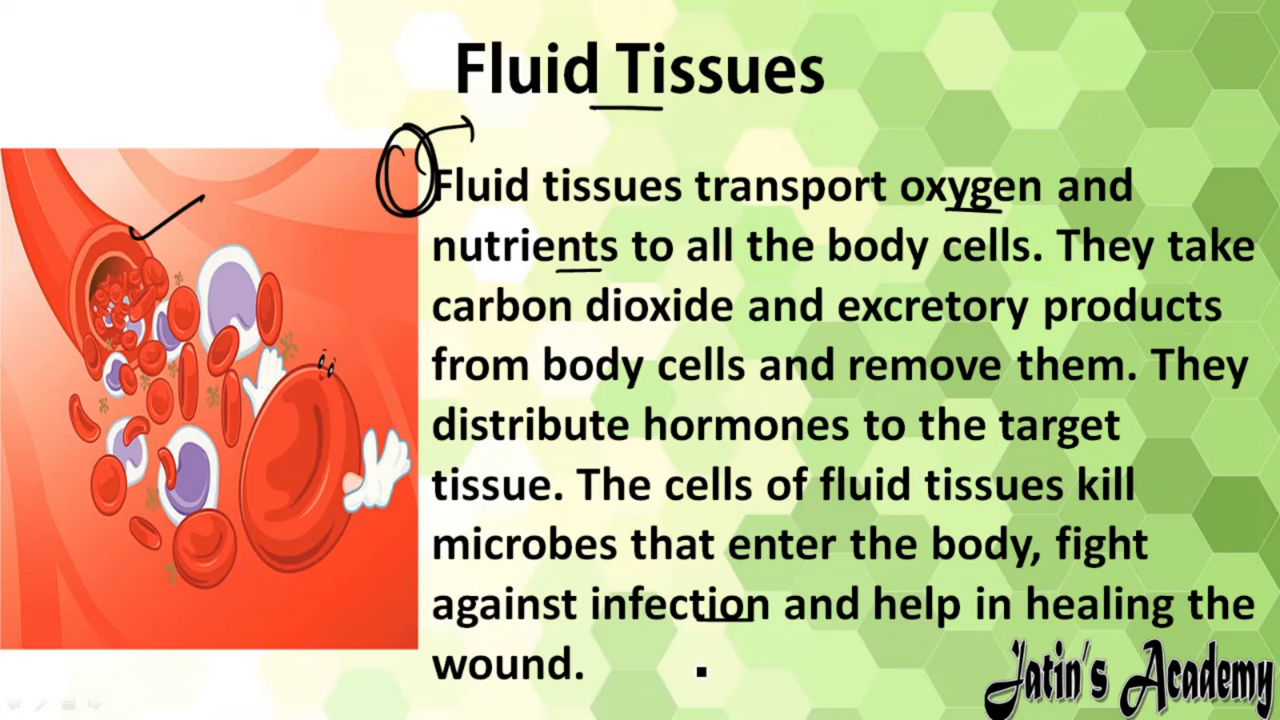 Fluid Tissues
Fluid tissues transport oxygen and
nutrients to all the body cells. They take
carbon dioxide and excretory products
from body cells and remove them. They
distribute hormones to the target
tissue. The cells of fluid tissues kill
microbes that enter the body, fight
against infection and help in healing the
wound.
Jatin's Academy